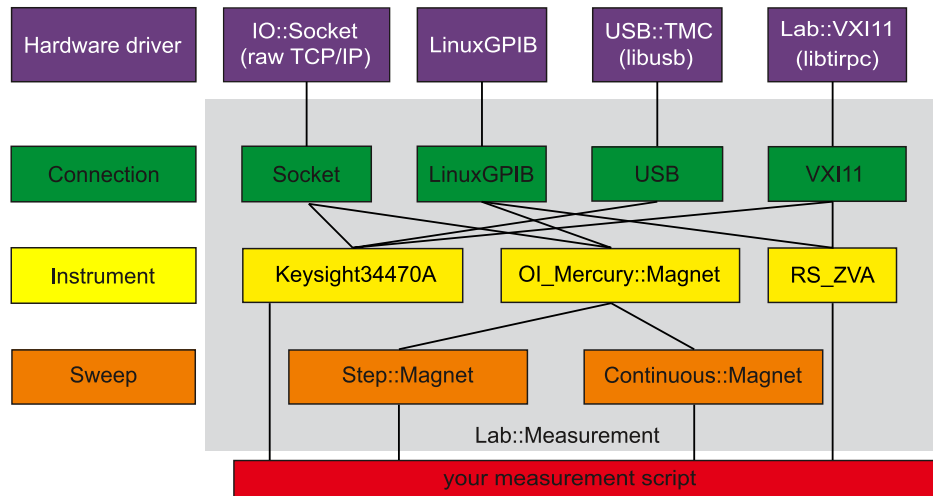 Hardware driver
IO::Socket
(raw TCP/IP)
LinuxGPIB
USB::TMC
(libusb)
Lab::VXI11
(libtirpc)
Connection
Socket
LinuxGPIB
USB
VXI11
Instrument
Keysight34470A
OI_Mercury::Magnet
RS_ZVA
Sweep
Step::Magnet
Continuous::Magnet
Lab::Measurement
your measurement script